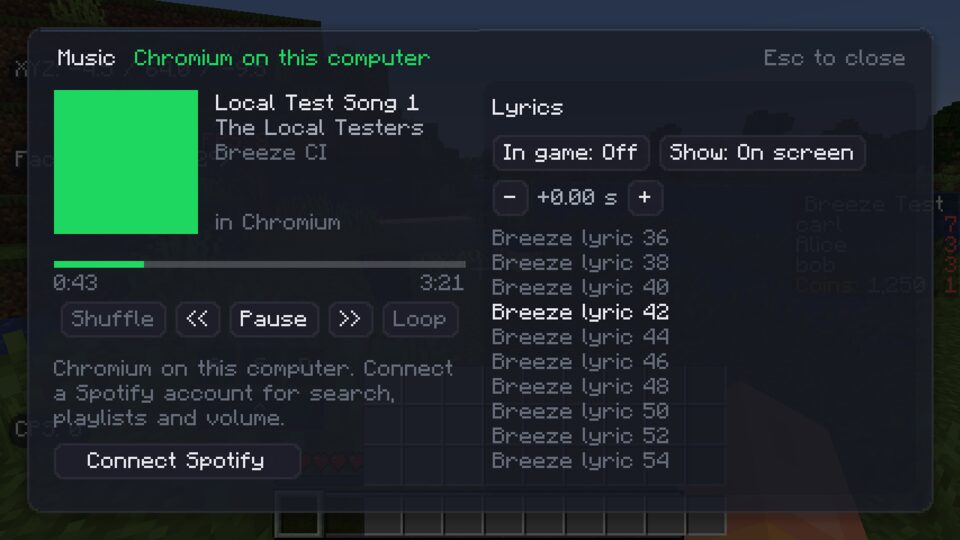 Music Chromium on this computer
Esc to close
Local Test Song 1
The Local Testers
Breeze CI
in Chromium
0:43
3:21
Shuffle
<<
Pause
>>
Loop
Chromium on this computer. Connect
a Spotify account for search,
playlists and volume.
Connect Spotify
Lyrics
In game: Off
Show: On screen
- +0.00 s +
Breeze lyric 36
Breeze lyric 38
Breeze lyric 40
Breeze lyric 42
Breeze lyric 44
Breeze lyric 46
Breeze lyric 48
Breeze lyric 50
Breeze lyric 52
Breeze lyric 54
Breeze Test
carl
Alice
bob
Coins: 1,250